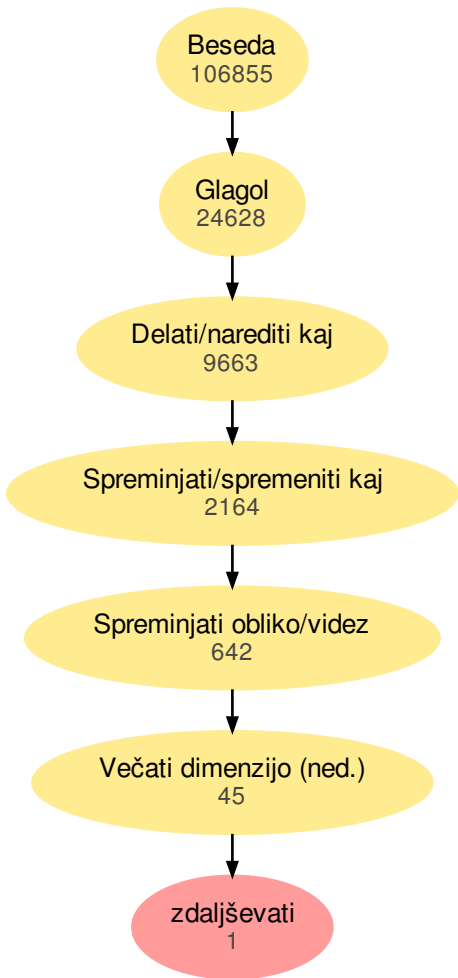 Beseda
106855
Glagol
24628
Delati/narediti kaj
9663
Spreminjati/spremeniti kaj
2164
Spreminjati obliko/videz
642
Večati dimenzijo (ned.)
45
zdaljševati
1